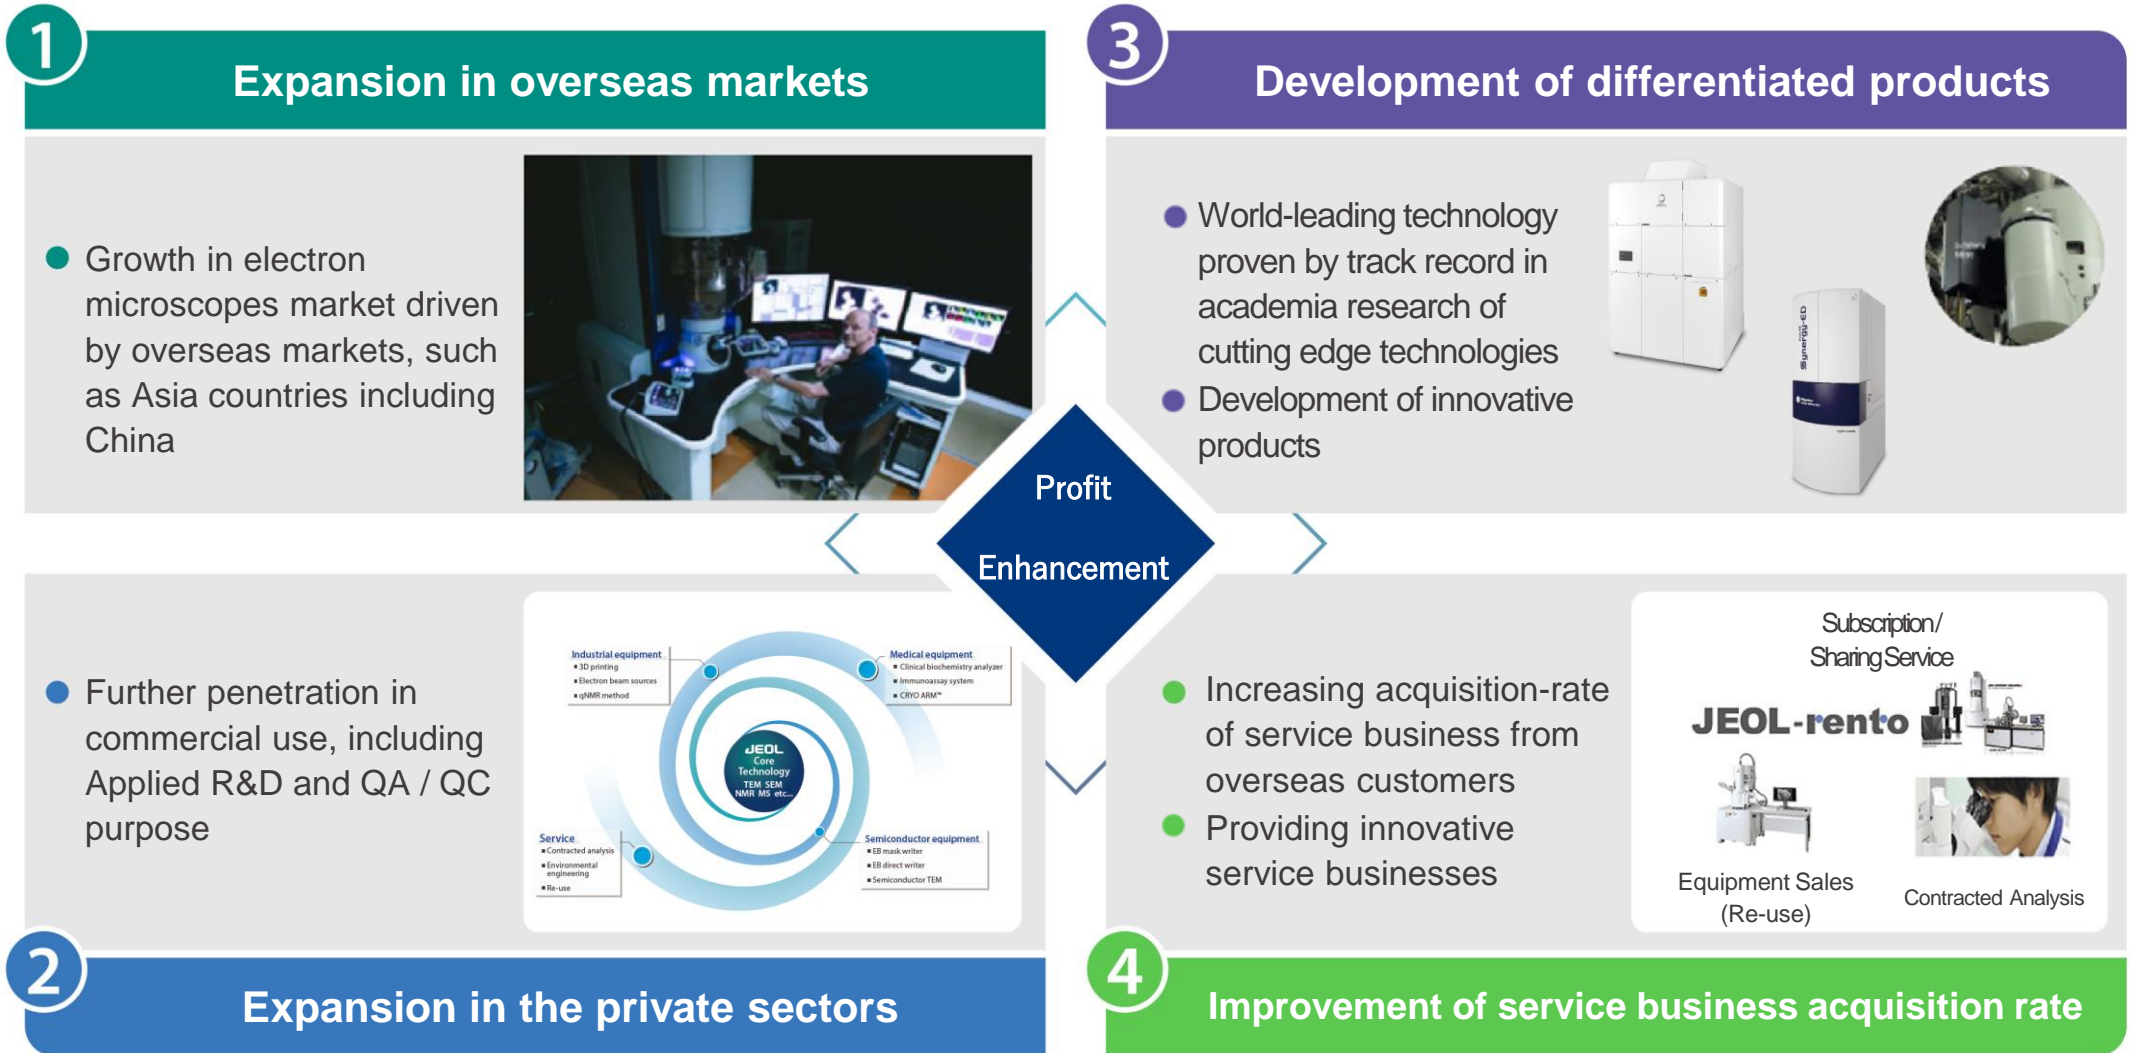 1
Expansion in overseas markets
Growth in electron
microscopes market driven
by overseas markets, such
as Asia countries including
China
3
Development of differentiated products
World-leading technology
proven by track record in
academia research of
cutting edge technologies
Development of innovative
products
Synergy-ED
Profit
Enhancement
Further penetration in
commercial use, including
Applied R&D and QA / QC
purpose
Industrial equipment
■ 3D printing
■ Electron beam sources
■ qNMR method
Medical equipment
■ Clinical biochemistry analyzer
■ Immunoassay system
■ CRYO ARM™
JEOL
Core
Technology
TEM SEM
NMR MS etc...
Service
■ Contracted analysis
■ Environmental
engineering
■ Re-use
Semiconductor equipment
■ EB mask writer
■ EB direct writer
■ Semiconductor TEM
2
Expansion in the private sectors
Increasing acquisition-rate
of service business from
overseas customers
Providing innovative
service businesses
Subscription/
Sharing Service
JEOL-rento
Equipment Sales
(Re-use)
Contracted Analysis
4
Improvement of service business acquisition rate